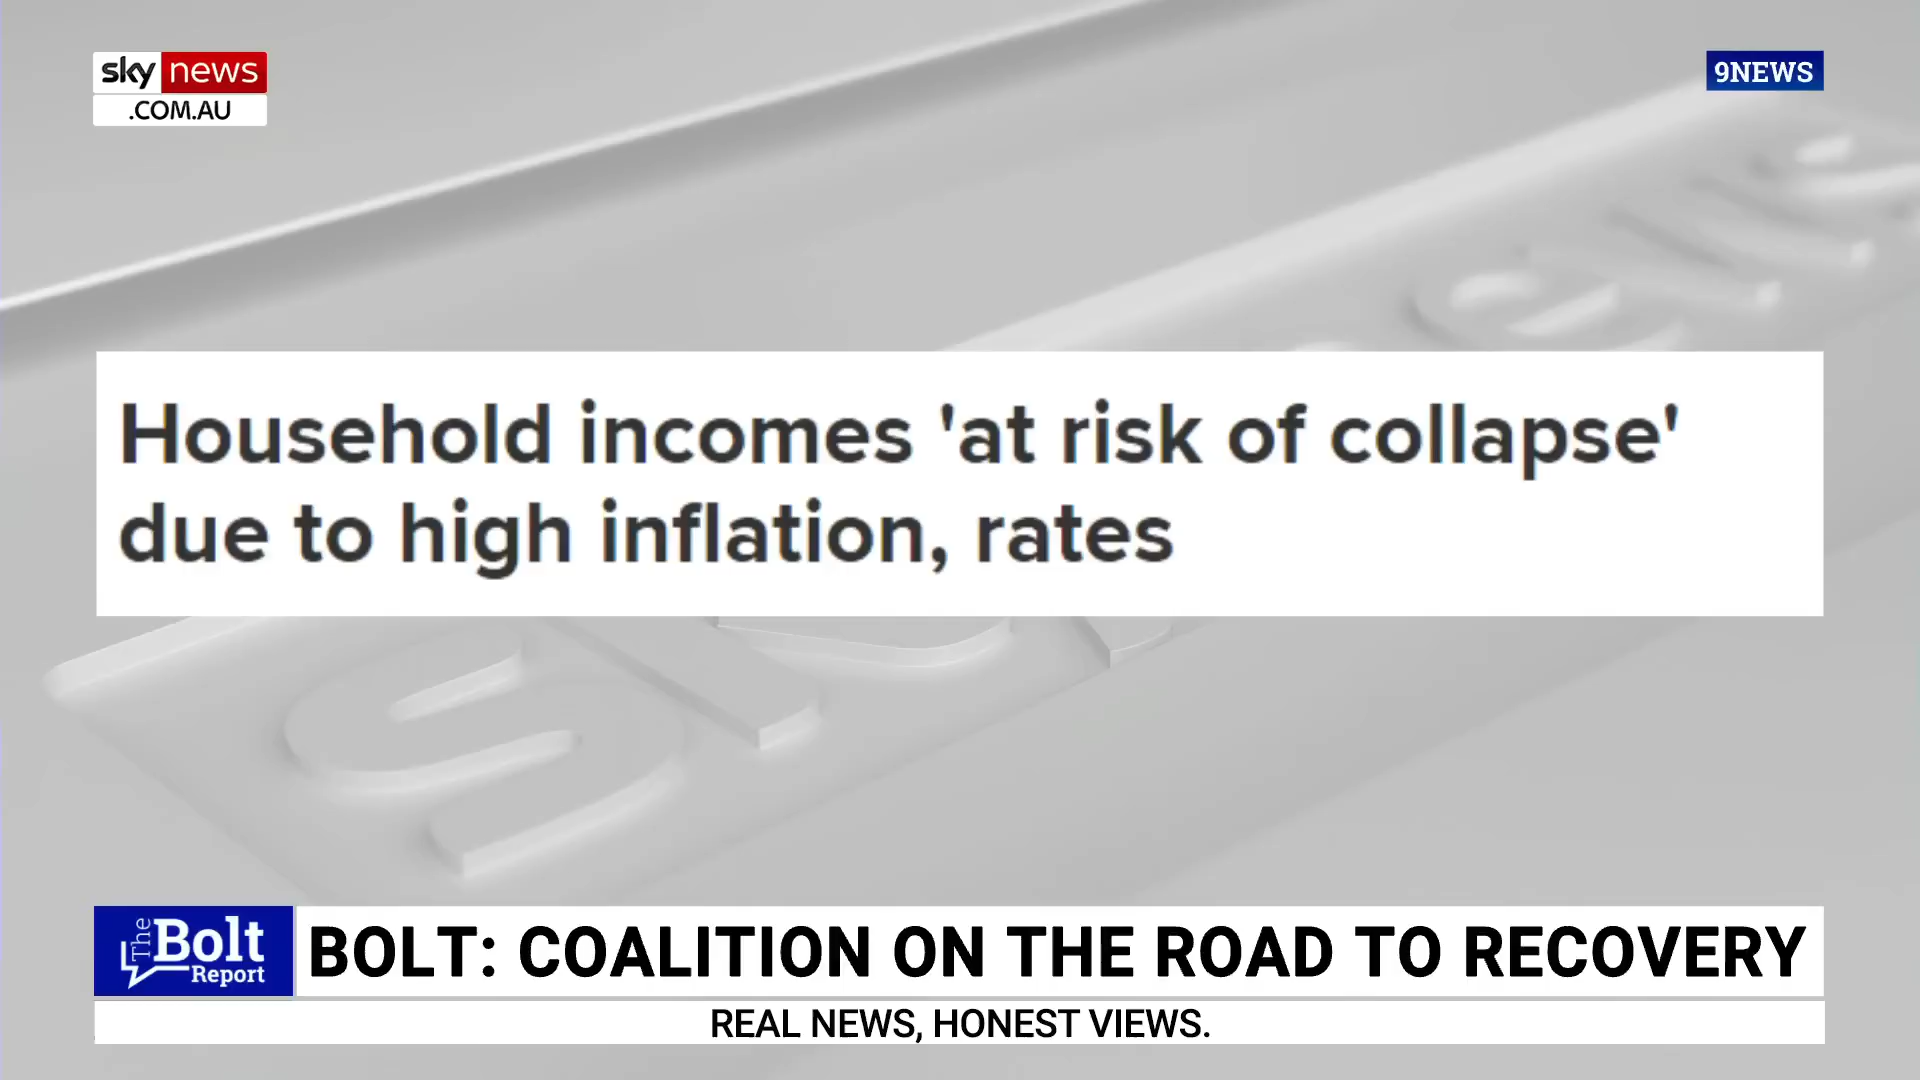 sky news
.COM.AU
9NEWS
Household incomes 'at risk of collapse'
due to high inflation, rates
The Bolt Report
BOLT: COALITION ON THE ROAD TO RECOVERY
REAL NEWS, HONEST VIEWS.